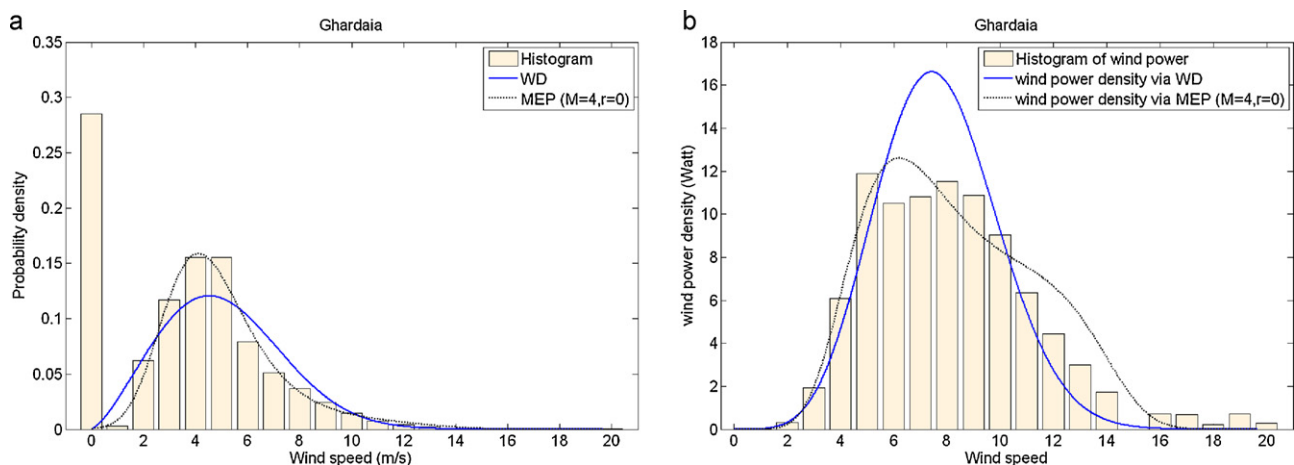 a
Ghardaia
0.35
0.3
0.25
0.2
0.15
0.1
0.05
0
Probability density
Histogram
WD
MEP (M=4,r=0)
0 2 4 6 8 10 12 14 16 18 20
Wind speed (m/s)
b
Ghardaia
18
16
14
12
10
8
6
4
2
0
wind power density (Watt)
Histogram of wind power
wind power density via WD
wind power density via MEP (M=4,r=0)
0 2 4 6 8 10 12 14 16 18 20
Wind speed